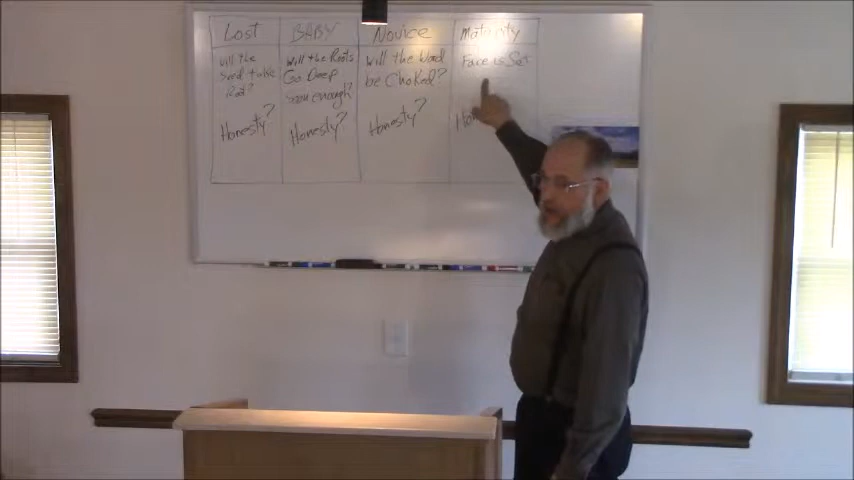 Lost BABY Novice Maturity
will the
seed take
Root?
Honesty?
will the Roots
Go Deep
soon enough?
Honesty?
will the Word
be Choked?
Honesty?
Face is Set